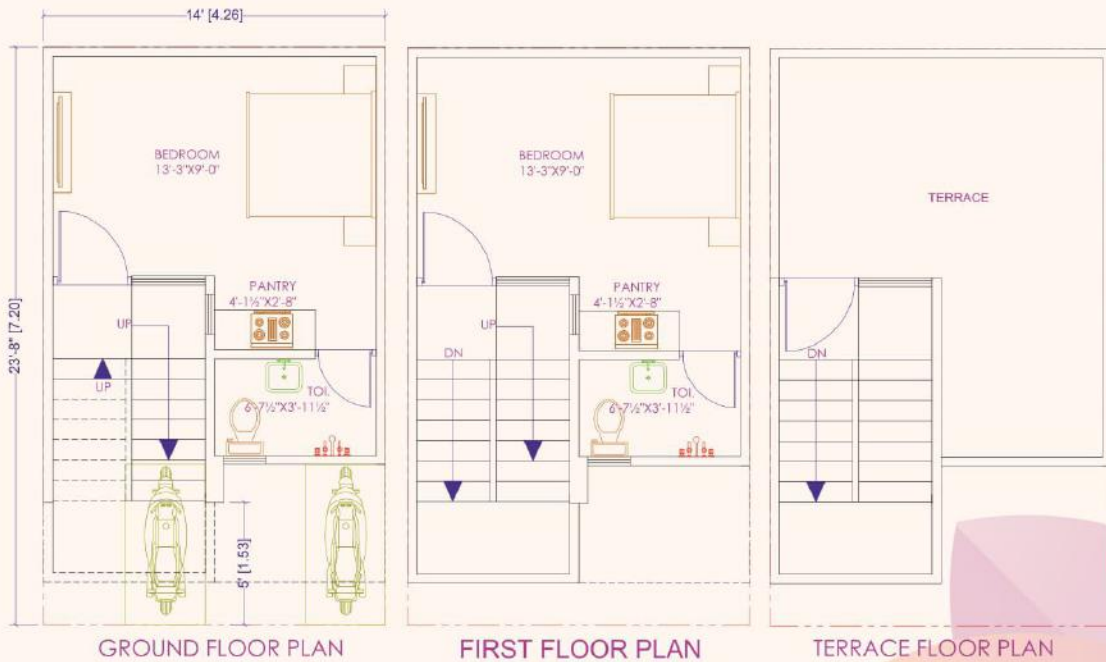 14' [4.26]
23'-8" [7.20]
BEDROOM
13'-3"X9'-0"
PANTRY
4'-1½"X2'-8"
UP
UP
TOI.
6'-7½"X3'-11½"
5' [1.53]
GROUND FLOOR PLAN
BEDROOM
13'-3"X9'-0"
PANTRY
4'-1½"X2'-8"
UP
DN
TOI.
6'-7½"X3'-11½"
FIRST FLOOR PLAN
TERRACE
DN
TERRACE FLOOR PLAN